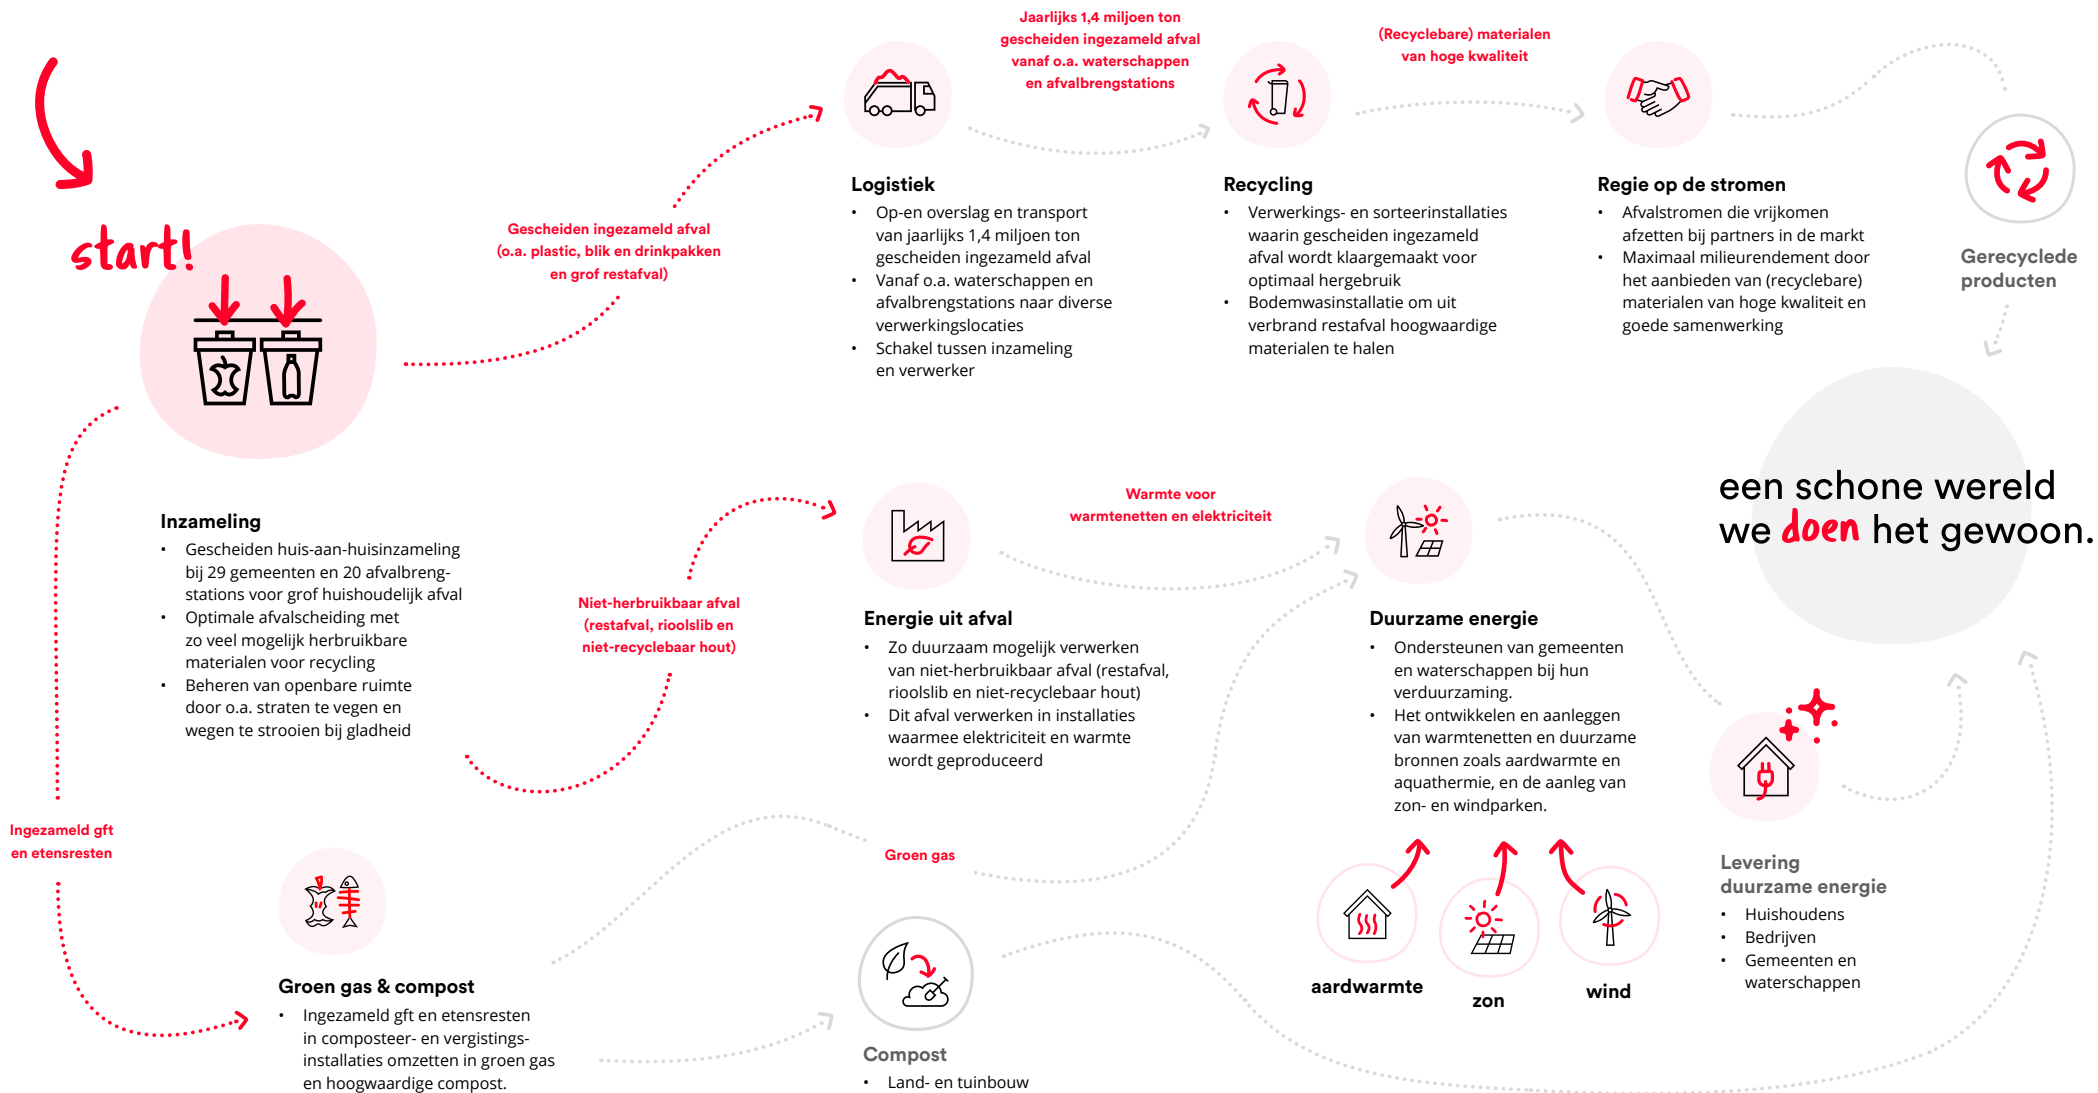 start!
Inzameling
• Gescheiden huis-aan-huisinzameling
bij 29 gemeenten en 20 afvalbreng-
stations voor grof huishoudelijk afval
• Optimale afvalscheiding met
zo veel mogelijk herbruikbare
materialen voor recycling
• Beheren van openbare ruimte
door o.a. straten te vegen en
wegen te strooien bij gladheid
Gescheiden ingezameld afval
(o.a. plastic, blik en drinkpakken
en grof restafval)
Logistiek
• Op-en overslag en transport
van jaarlijks 1,4 miljoen ton
gescheiden ingezameld afval
• Vanaf o.a. waterschappen en
afvalbrengstations naar diverse
verwerkingslocaties
• Schakel tussen inzameling
en verwerker
Jaarlijks 1,4 miljoen ton
gescheiden ingezameld afval
vanaf o.a. waterschappen
en afvalbrengstations
Recycling
• Verwerkings- en sorteerinstallaties
waarin gescheiden ingezameld
afval wordt klaargemaakt voor
optimaal hergebruik
• Bodemwasinstallatie om uit
verbrand restafval hoogwaardige
materialen te halen
(Recyclebare) materialen
van hoge kwaliteit
Regie op de stromen
• Afvalstromen die vrijkomen
afzetten bij partners in de markt
• Maximaal milieurendement door
het aanbieden van (recyclebare)
materialen van hoge kwaliteit en
goede samenwerking
Gerecyclede
producten
een schone wereld
we doen het gewoon.
Niet-herbruikbaar afval
(restafval, rioolslib en
niet-recyclebaar hout)
Energie uit afval
• Zo duurzaam mogelijk verwerken
van niet-herbruikbaar afval (restafval,
rioolslib en niet-recyclebaar hout)
• Dit afval verwerken in installaties
waarmee elektriciteit en warmte
wordt geproduceerd
Warmte voor
warmtenetten en elektriciteit
Duurzame energie
• Ondersteunen van gemeenten
en waterschappen bij hun
verduurzaming.
• Het ontwikkelen en aanleggen
van warmtenetten en duurzame
bronnen zoals aardwarmte en
aquathermie, en de aanleg van
zon- en windparken.
aardwarmte
zon
wind
Levering
duurzame energie
• Huishoudens
• Bedrijven
• Gemeenten en
waterschappen
Ingezameld gft
en etensresten
Groen gas & compost
• Ingezameld gft en etensresten
in composteer- en vergistings-
installaties omzetten in groen gas
en hoogwaardige compost.
Groen gas
Compost
• Land- en tuinbouw